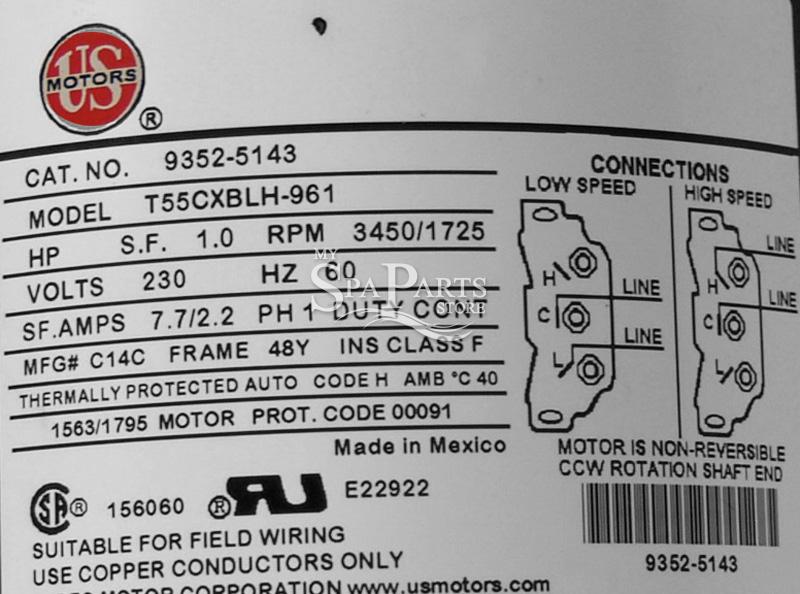 US
MOTORS
®
CAT. NO. 9352-5143
MODEL T55CXBLH-961
HP S.F. 1.0 RPM 3450/1725
VOLTS 230 HZ 60
SF.AMPS 7.7/2.2 PH 1 DUTY CONT
MFG# C14C FRAME 48Y INS CLASS F
THERMALLY PROTECTED AUTO CODE H AMB °C 40
1563/1795 MOTOR PROT. CODE 00091
Made in Mexico
MY
SPA PARTS
STORE
CONNECTIONS
LOW SPEED
H
C
L
LINE
LINE
HIGH SPEED
H
C
L
LINE
LINE
MOTOR IS NON-REVERSIBLE
CCW ROTATION SHAFT END
9352-5143
SA ® 156060 ® RU E22922
SUITABLE FOR FIELD WIRING
USE COPPER CONDUCTORS ONLY
MOTOR CORPORATION www.usmotors.com